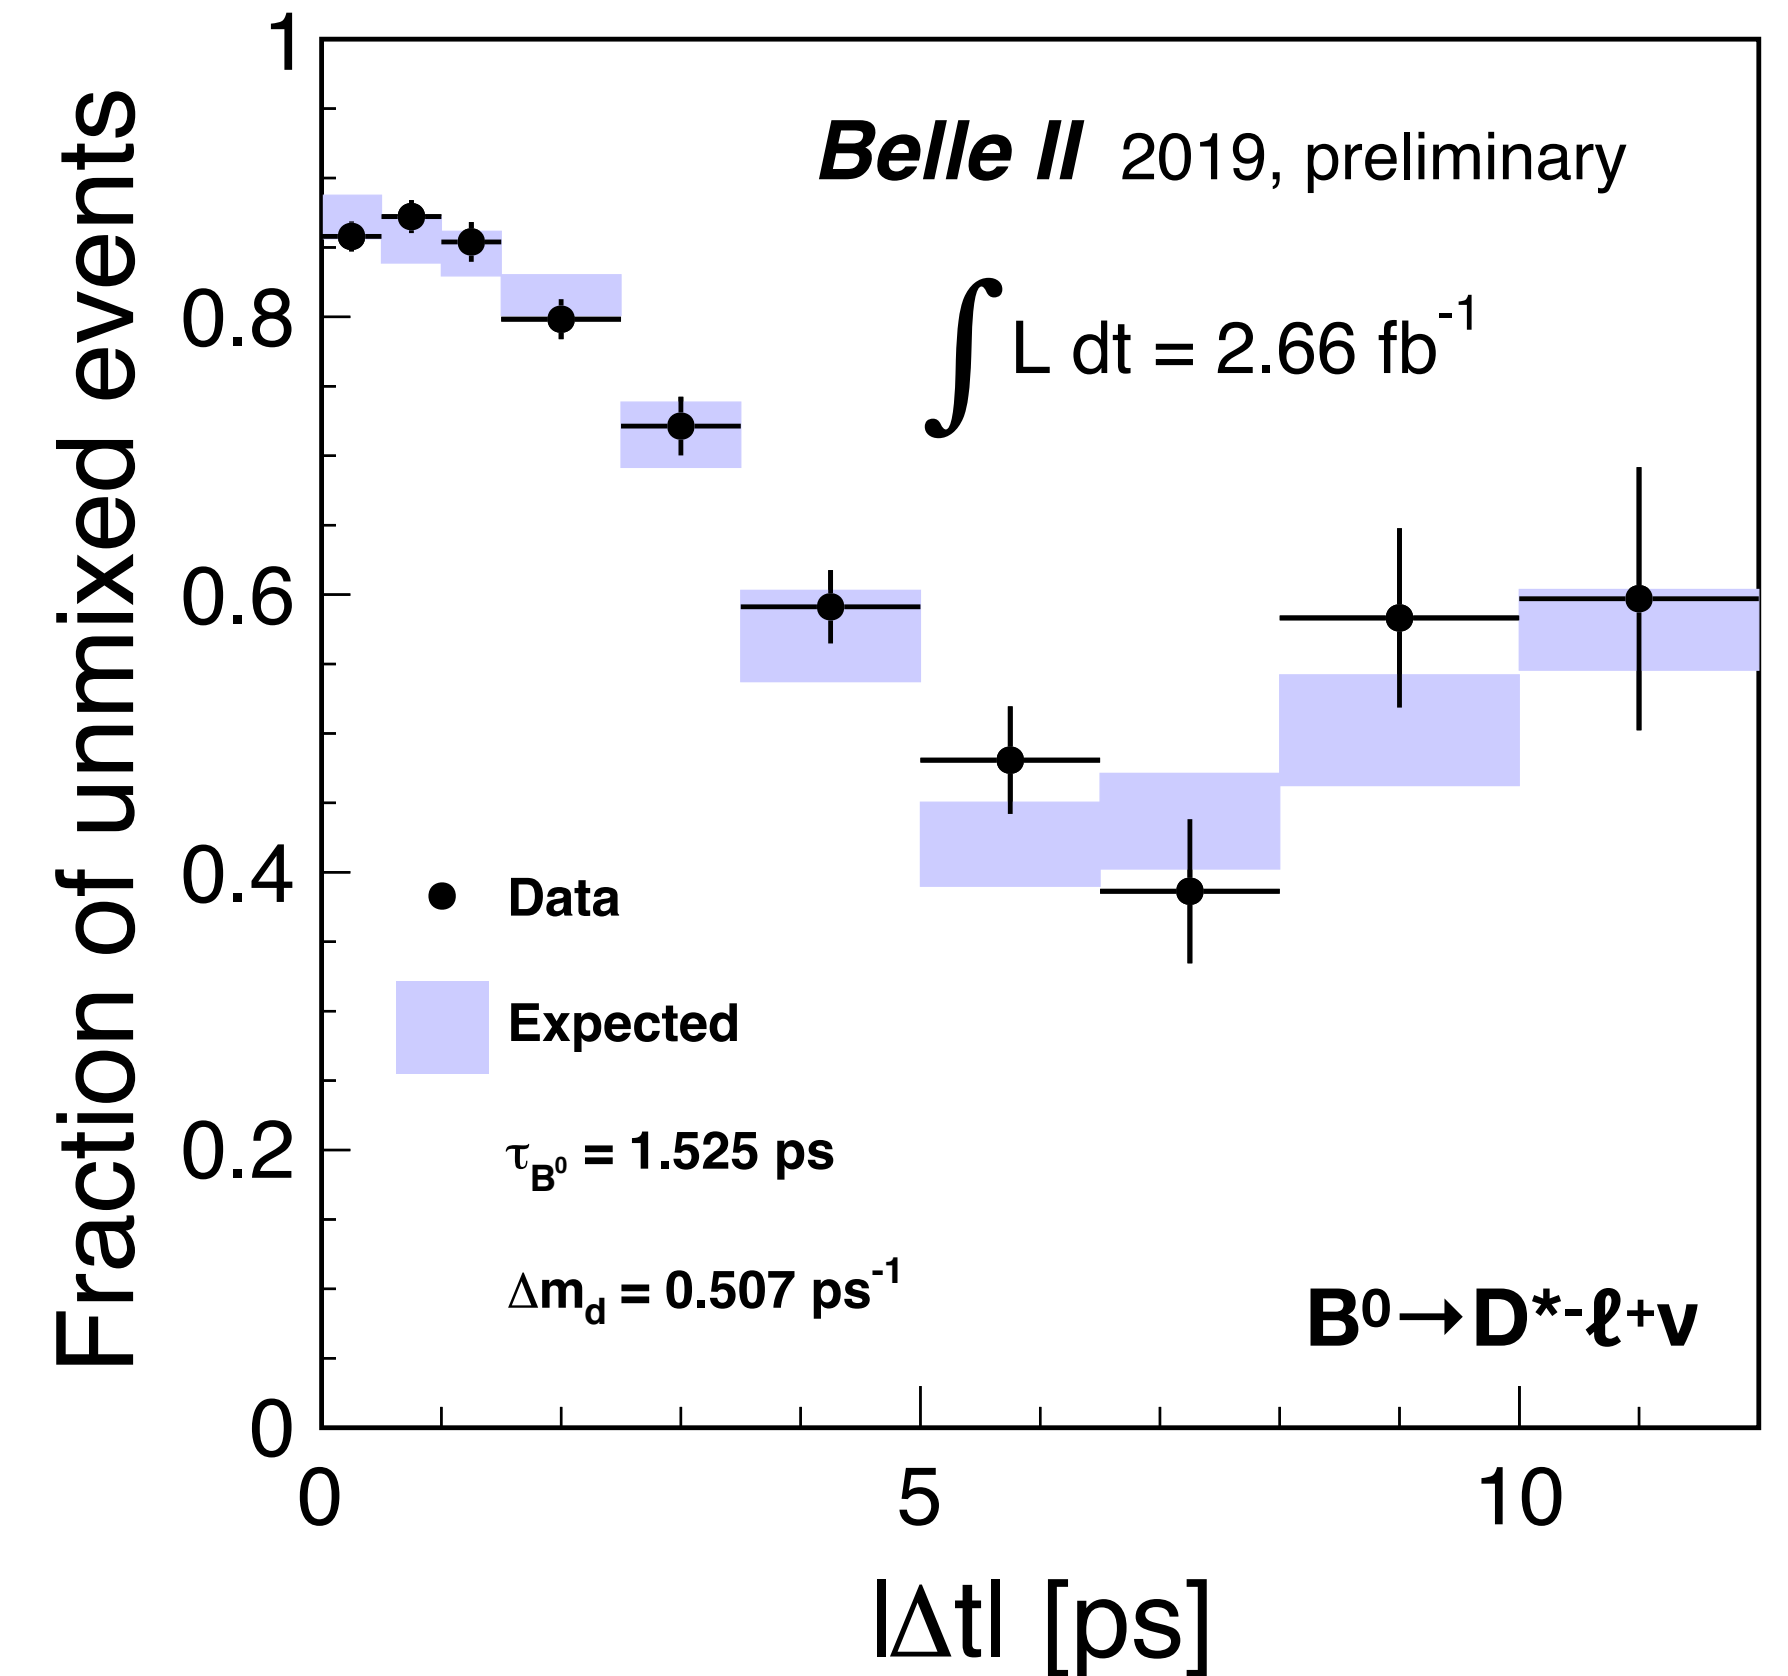 Fraction of unmixed events
1
0.8
0.6
0.4
0.2
0
Belle II 2019, preliminary
∫ L dt = 2.66 fb⁻¹
Data
Expected
τ_B⁰ = 1.525 ps
Δm_d = 0.507 ps⁻¹
B⁰→D*⁻ℓ⁺ν
0 5 10
|Δt| [ps]